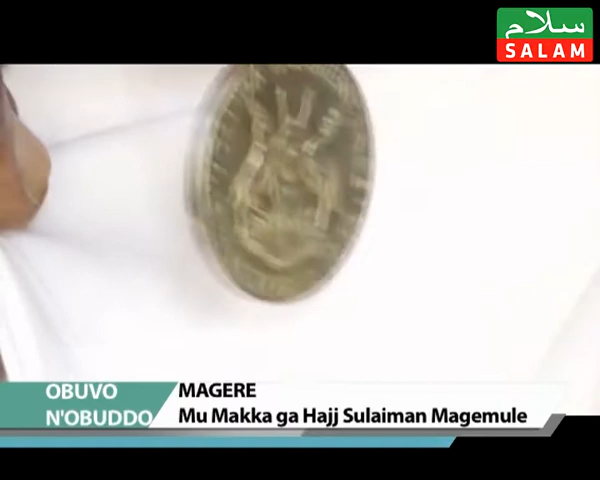 سلام
SALAM
OBUVO
N'OBUDDO
MAGERE
Mu Makka ga Hajj Sulaiman Magemule